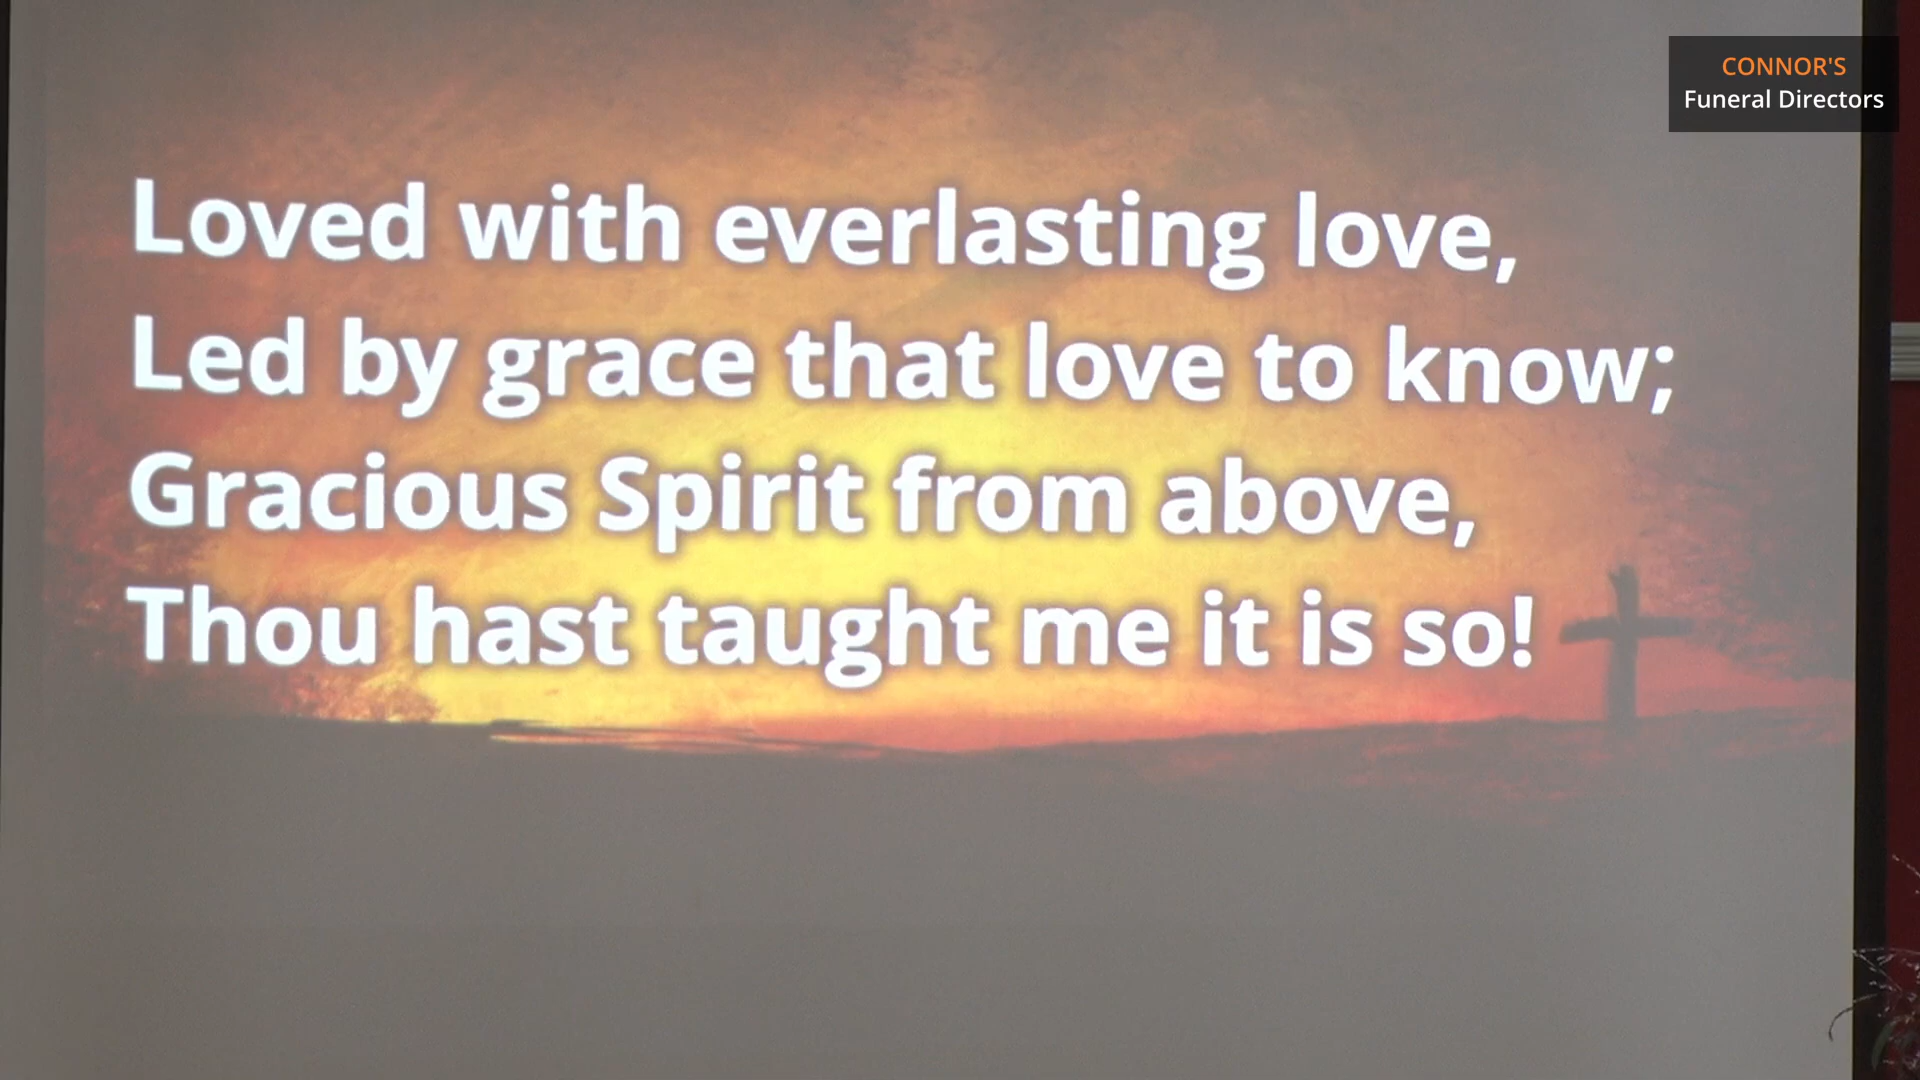 CONNOR'S
Funeral Directors
Loved with everlasting love,
Led by grace that love to know;
Gracious Spirit from above,
Thou hast taught me it is so!